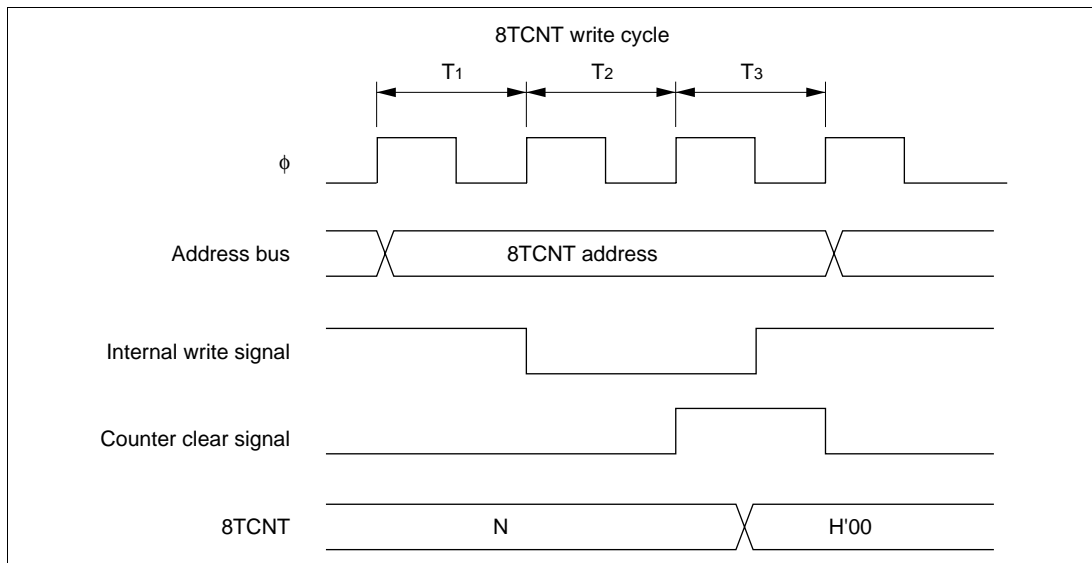 8TCNT write cycle
T1 T2 T3
ϕ
Address bus 8TCNT address
Internal write signal
Counter clear signal
8TCNT N H'00